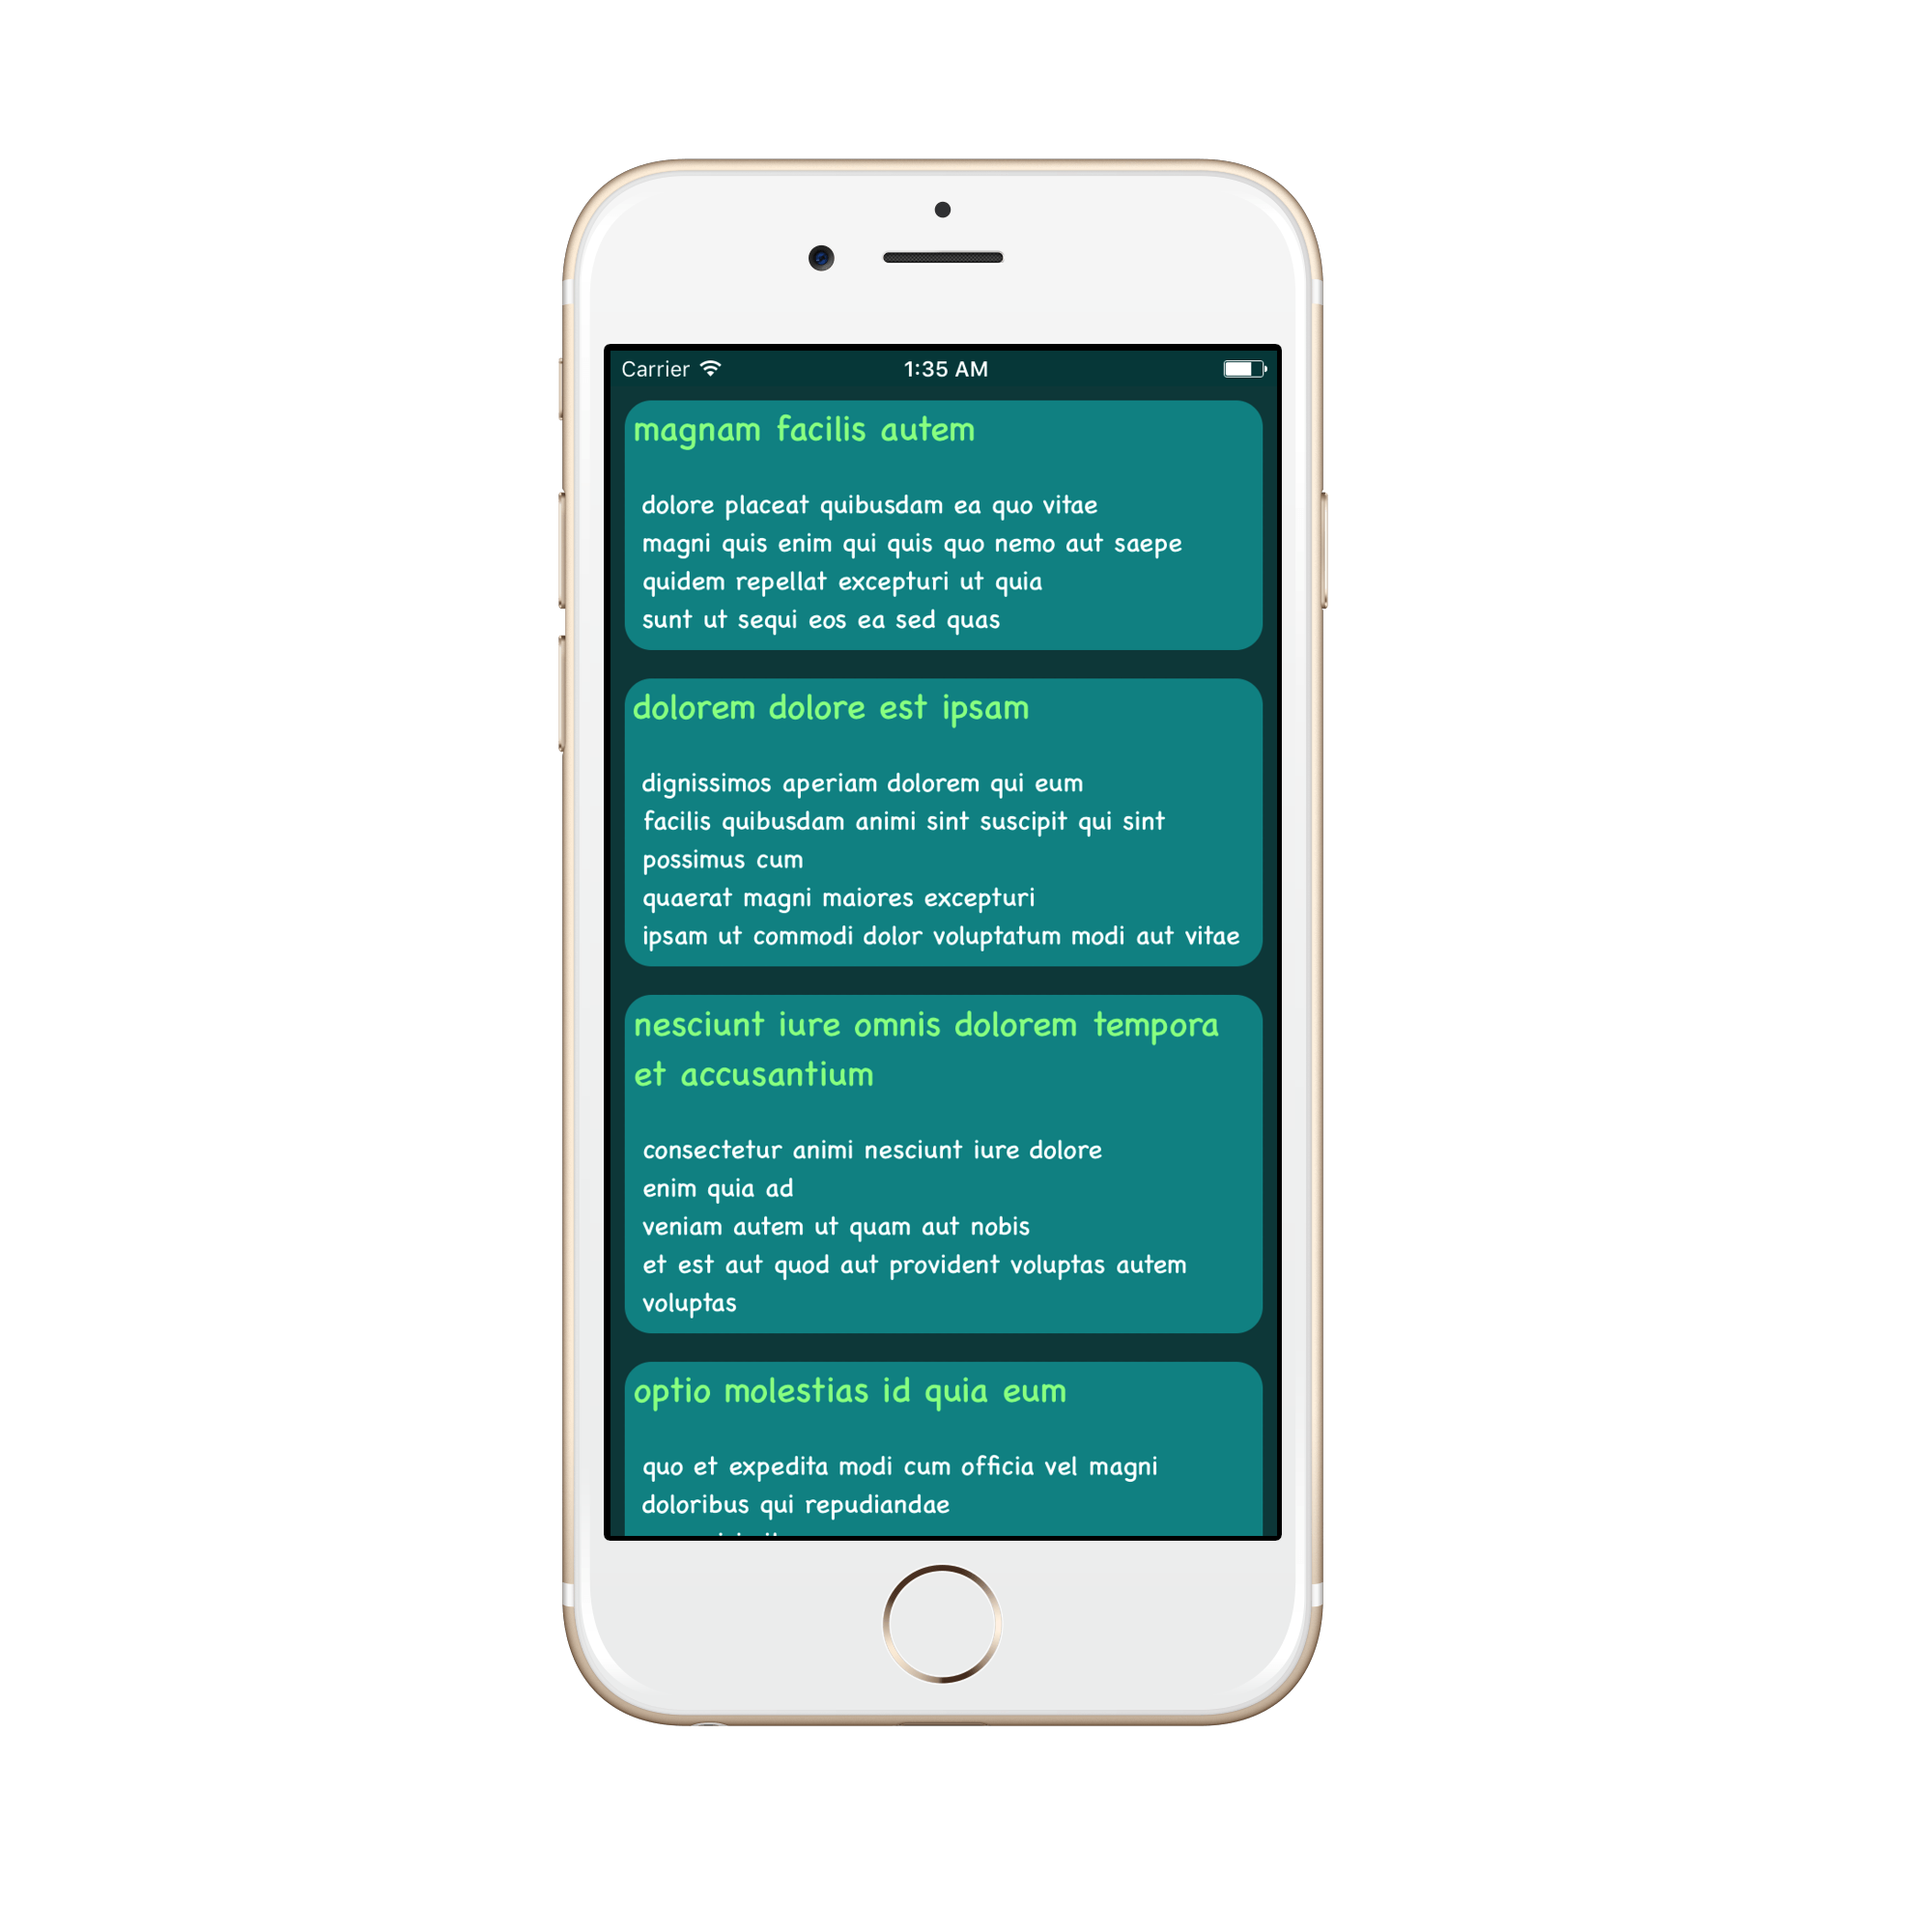 Carrier 1:35 AM
magnam facilis autem
dolore placeat quibusdam ea quo vitae
magni quis enim qui quis quo nemo aut saepe
quidem repellat excepturi ut quia
sunt ut sequi eos ea sed quas
dolorem dolore est ipsam
dignissimos aperiam dolorem qui eum
facilis quibusdam animi sint suscipit qui sint
possimus cum
quaerat magni maiores excepturi
ipsam ut commodi dolor voluptatum modi aut vitae
nesciunt iure omnis dolorem tempora
et accusantium
consectetur animi nesciunt iure dolore
enim quia ad
veniam autem ut quam aut nobis
et est aut quod aut provident voluptas autem
voluptas
optio molestias id quia eum
quo et expedita modi cum officia vel magni
doloribus qui repudiandae